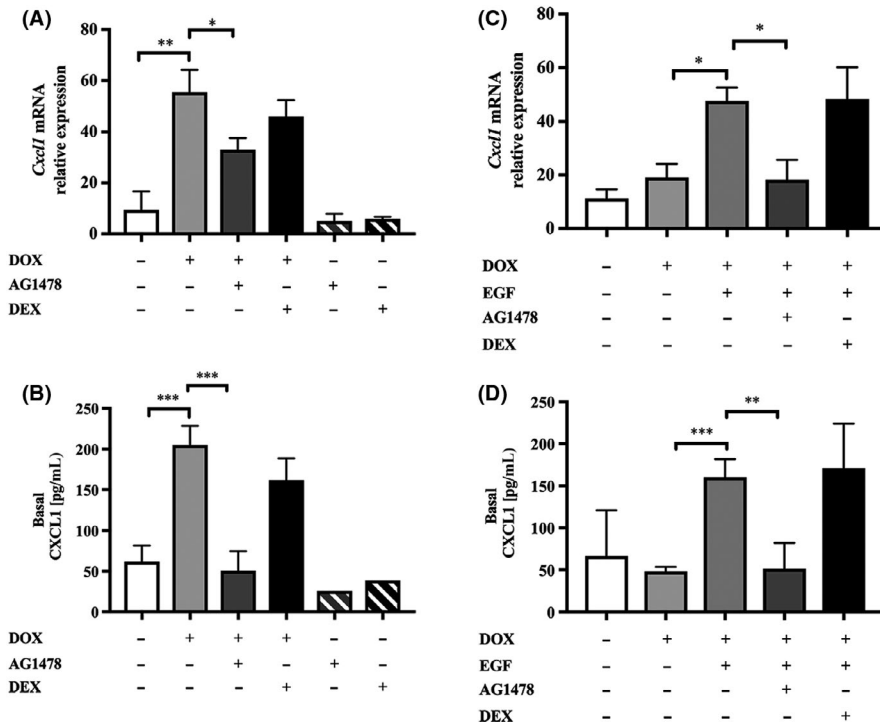 (A)
** *
Cxcl1 mRNA
relative expression
80
60
40
20
0
DOX – + + + – –
AG1478 – – + – + –
DEX – – – + – +
(B)
*** ***
Basal
CXCL1 [pg/mL]
250
200
150
100
50
0
DOX – + + + – –
AG1478 – – + – + –
DEX – – – + – +
(C)
* *
Cxcl1 mRNA
relative expression
80
60
40
20
0
DOX – + + + +
EGF – – + + +
AG1478 – – – + –
DEX – – – – +
(D)
*** **
Basal
CXCL1 [pg/mL]
250
200
150
100
50
0
DOX – + + + +
EGF – – + + +
AG1478 – – – + –
DEX – – – – +